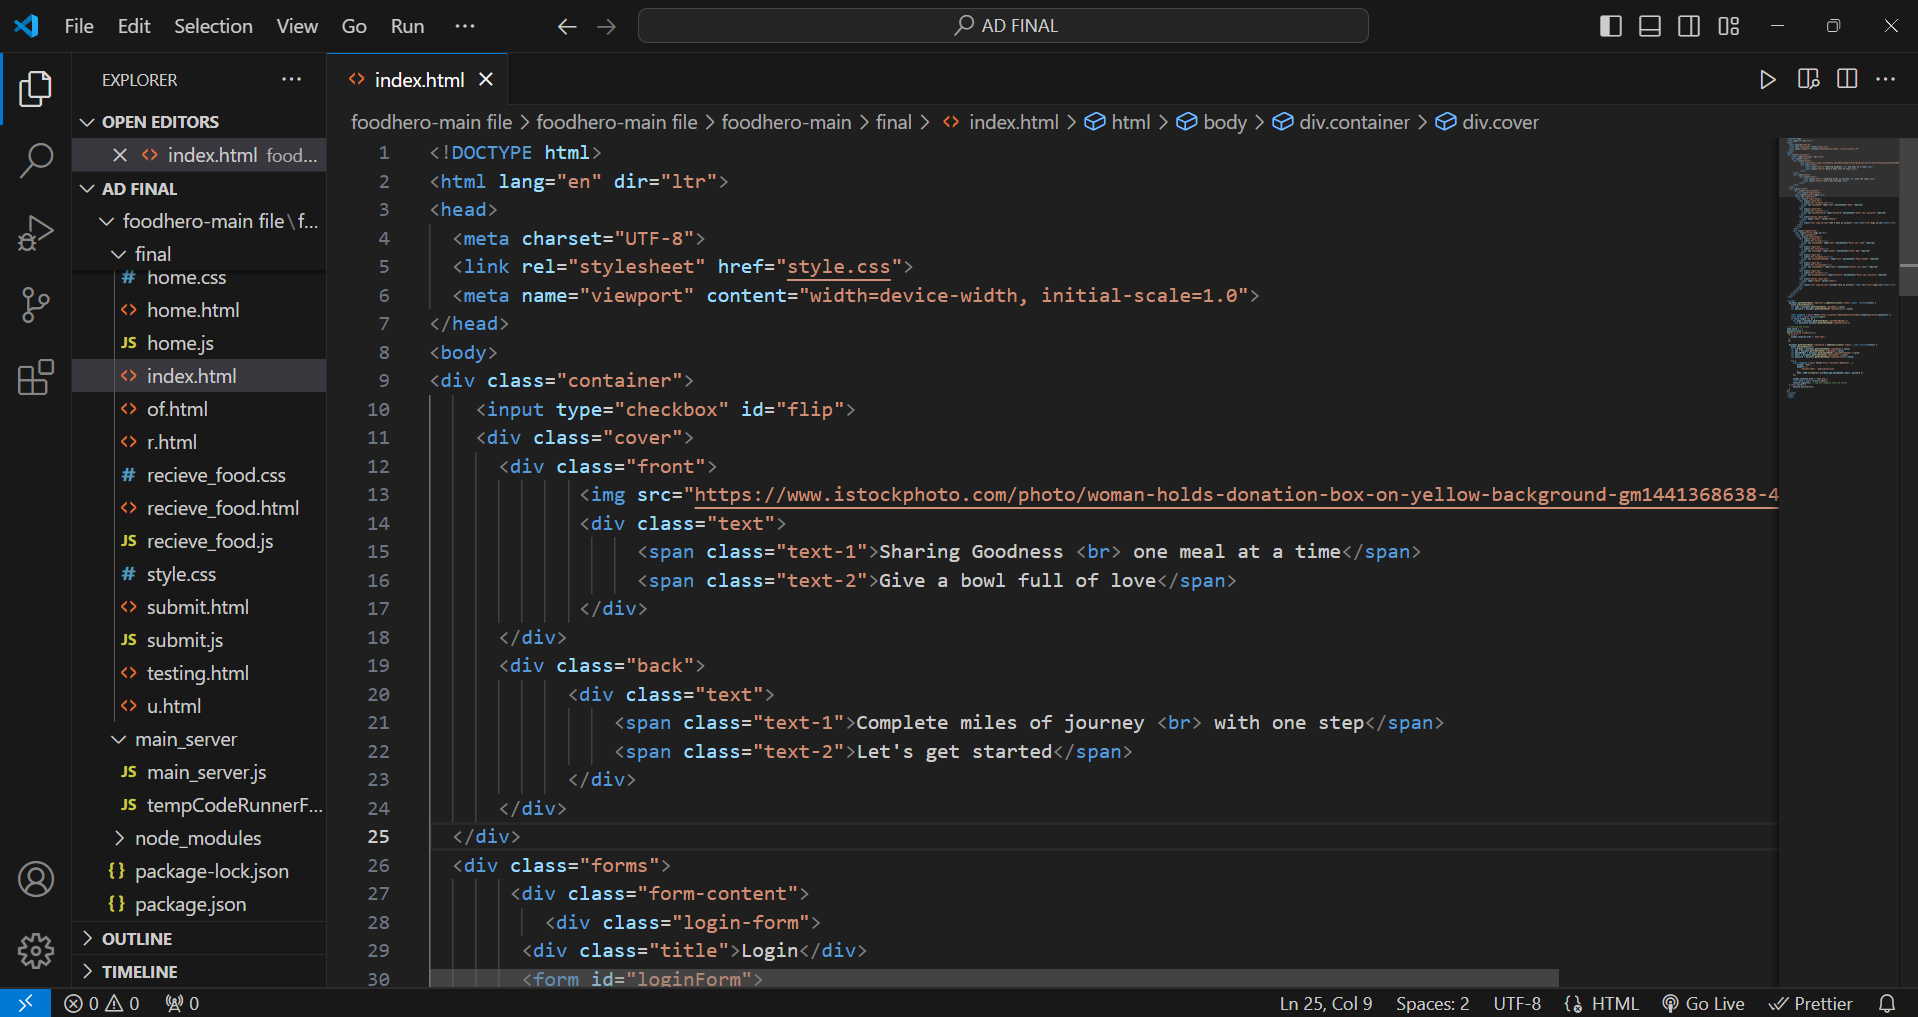 File Edit Selection View Go Run ··· AD FINAL
EXPLORER ···
OPEN EDITORS
index.html food...
AD FINAL
foodhero-main file\f...
final
home.css
home.html
home.js
index.html
of.html
r.html
recieve_food.css
recieve_food.html
recieve_food.js
style.css
submit.html
submit.js
testing.html
u.html
main_server
main_server.js
tempCodeRunnerF...
node_modules
package-lock.json
package.json
OUTLINE
TIMELINE
index.html
foodhero-main file > foodhero-main file > foodhero-main > final > index.html > html > body > div.container > div.cover
1 <!DOCTYPE html>
2 <html lang="en" dir="ltr">
3 <head>
4 <meta charset="UTF-8">
5 <link rel="stylesheet" href="style.css">
6 <meta name="viewport" content="width=device-width, initial-scale=1.0">
7 </head>
8 <body>
9 <div class="container">
10 <input type="checkbox" id="flip">
11 <div class="cover">
12 <div class="front">
13 <img src="https://www.istockphoto.com/photo/woman-holds-donation-box-on-yellow-background-gm1441368638-4
14 <div class="text">
15 <span class="text-1">Sharing Goodness <br> one meal at a time</span>
16 <span class="text-2">Give a bowl full of love</span>
17 </div>
18 </div>
19 <div class="back">
20 <div class="text">
21 <span class="text-1">Complete miles of journey <br> with one step</span>
22 <span class="text-2">Let's get started</span>
23 </div>
24 </div>
25 </div>
26 <div class="forms">
27 <div class="form-content">
28 <div class="login-form">
29 <div class="title">Login</div>
30 <form id="loginForm">
0 0 0 Ln 25, Col 9 Spaces: 2 UTF-8 HTML Go Live Prettier